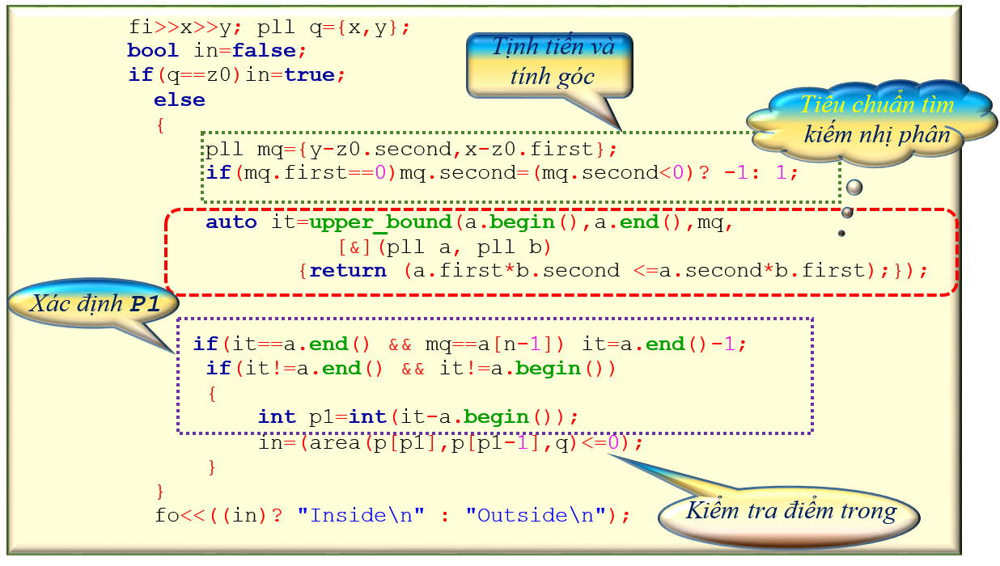 fi>>x>>y; pll q={x,y};
bool in=false;
if(q==z0)in=true;
else
{
Tịnh tiến và
tính góc
Tiêu chuẩn tìm
kiếm nhị phân
pll mq={y-z0.second,x-z0.first};
if(mq.first==0)mq.second=(mq.second<0)? -1: 1;
auto it=upper_bound(a.begin(),a.end(),mq,
[&](pll a, pll b)
{return (a.first*b.second <=a.second*b.first);});
Xác định P1
if(it==a.end() && mq==a[n-1]) it=a.end()-1;
if(it!=a.end() && it!=a.begin())
{
int p1=int(it-a.begin());
in=(area(p[p1],p[p1-1],q)<=0);
}
}
fo<<((in)? "Inside\n" : "Outside\n");
Kiểm tra điểm trong